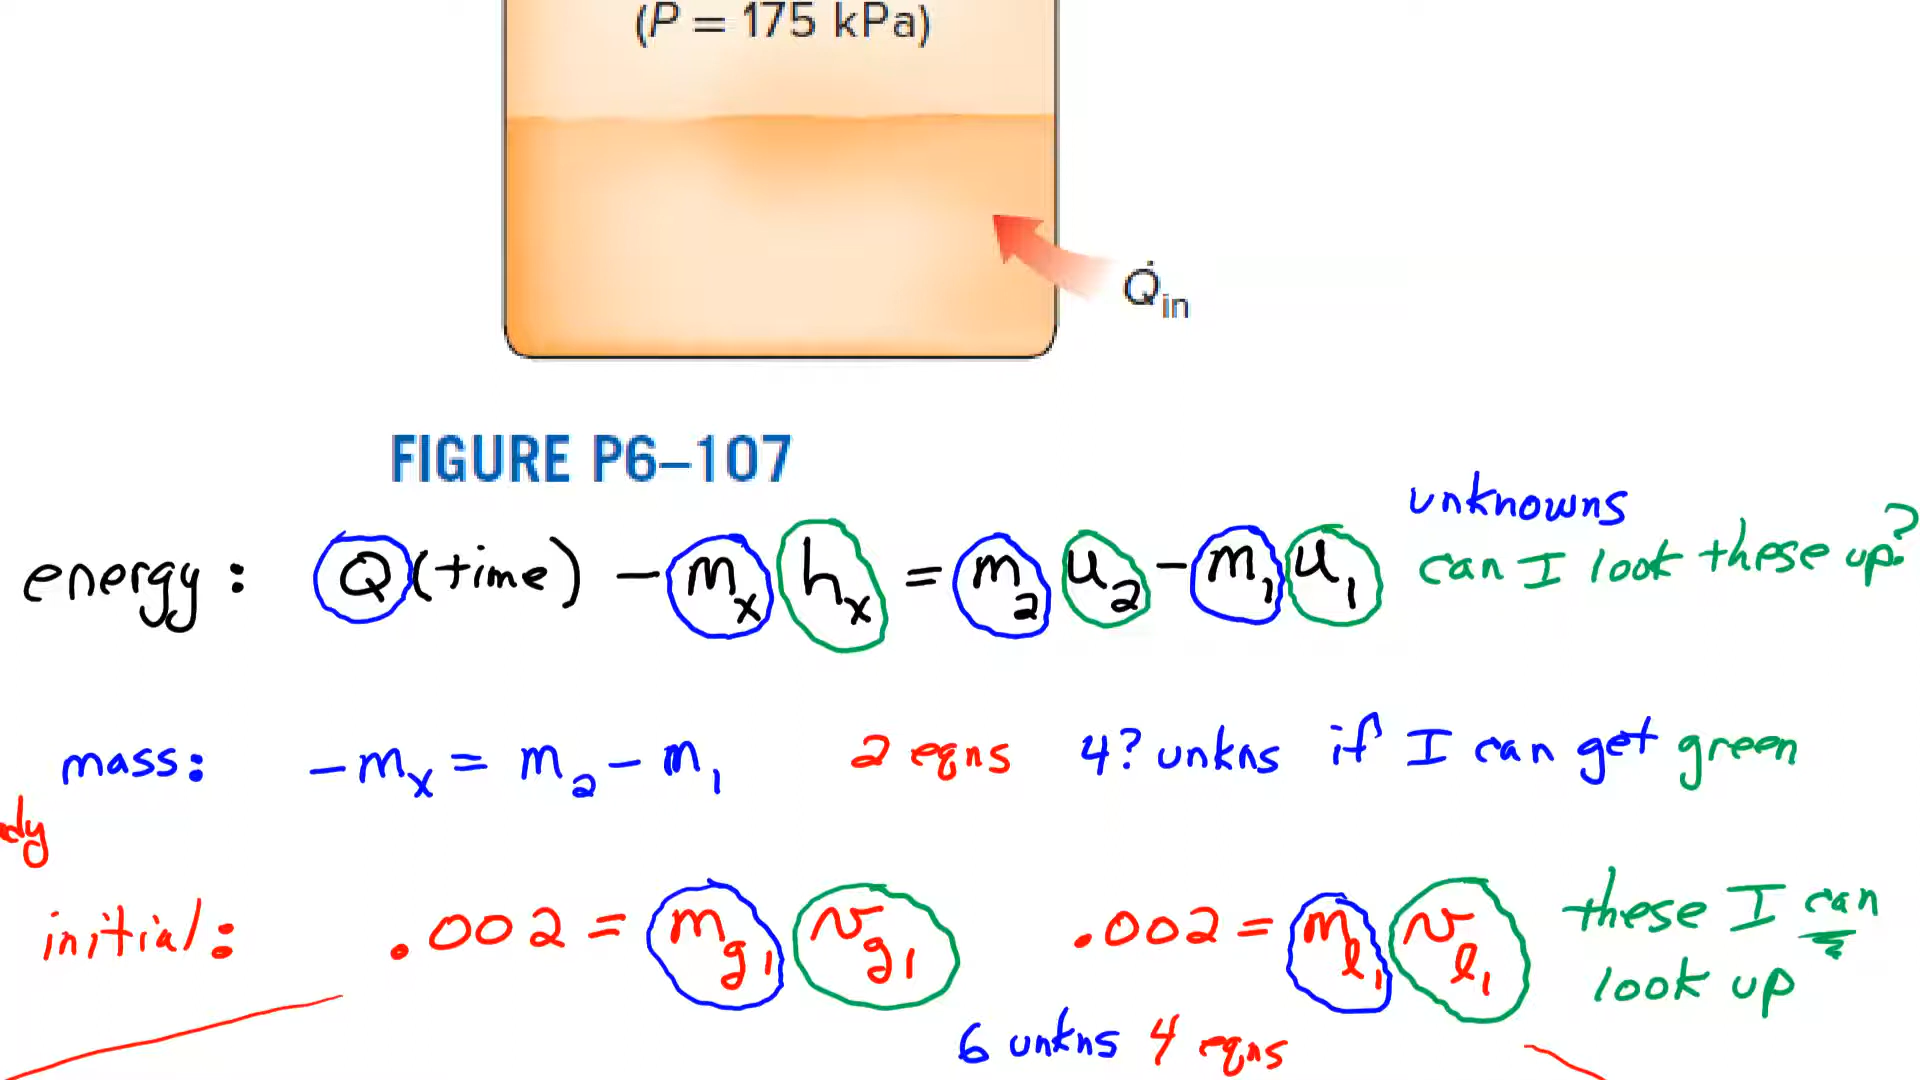 (P = 175 kPa)
Q̇in
FIGURE P6–107
unknowns
energy: Q(time) - mx hx = m2 u2 - m1 u1 can I look these up?
mass: -mx = m2 - m1 2 eqns 4? unkns if I can get green
dy
initial: .002 = mg1 vg1 .002 = ml1 vl1 these I can
look up
6 unkns 4 eqns